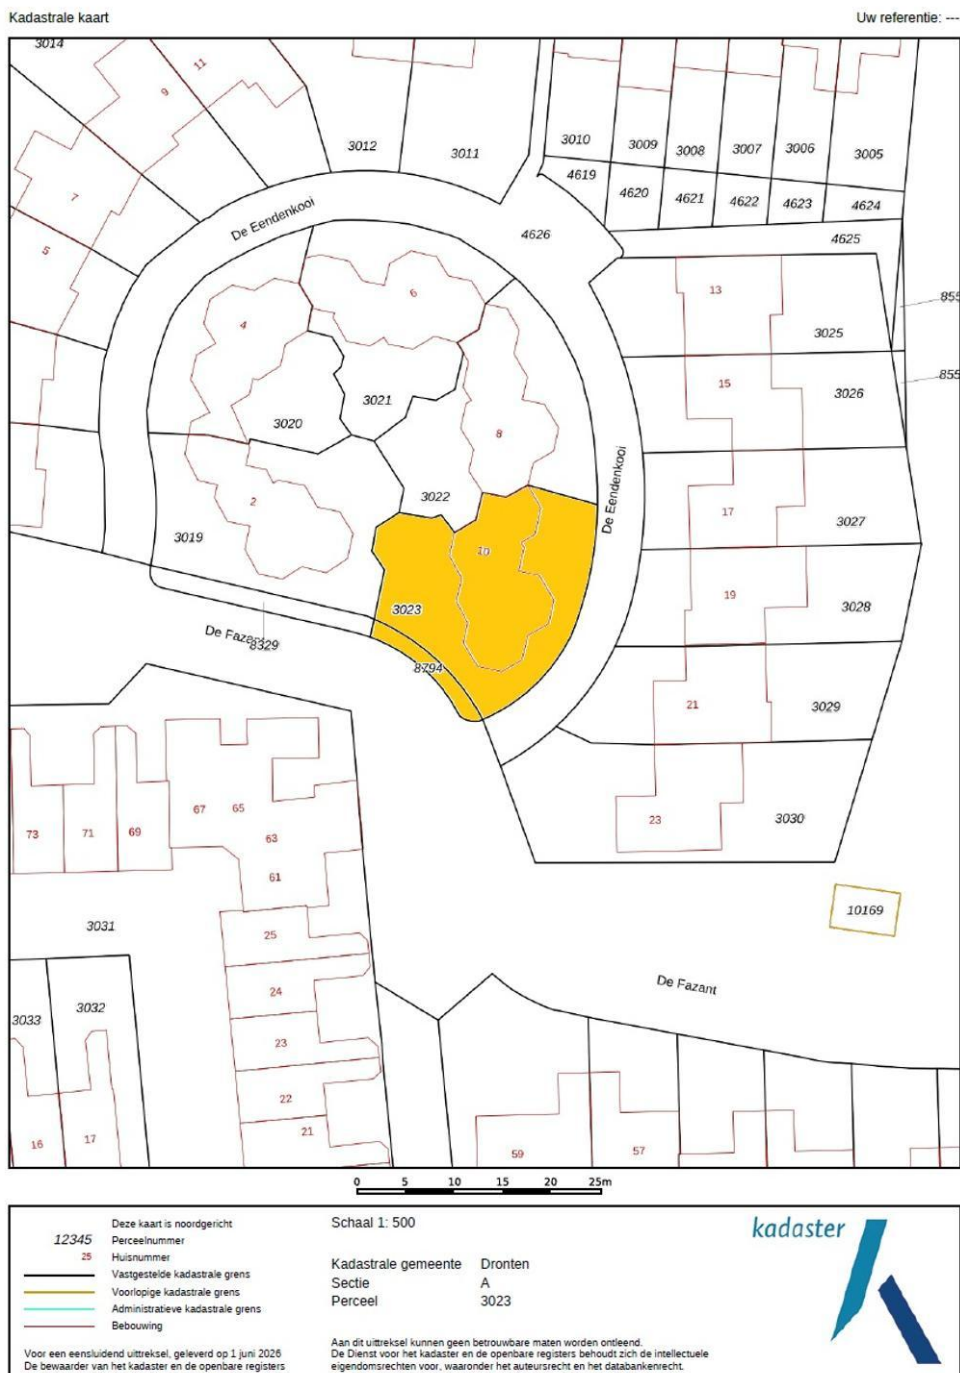 Kadastrale kaart
Uw referentie: ---
3014
11
9
7
5
3012
3011
3010
3009
3008
3007
3006
3005
4619
4620
4621
4622
4623
4624
De Eendenkooi
4626
4625
855
855
6
4
13
3025
15
3026
3021
3020
8
De Eendenkooi
2
3022
17
3027
3019
10
19
3028
3023
De Fazant
8329
8794
21
3029
23
3030
73
71
69
67
65
63
61
10169
25
3031
De Fazant
24
3033
3032
23
22
16
17
21
59
57
0 5 10 15 20 25m
Deze kaart is noordgericht
12345 Perceelnummer
25 Huisnummer
Vastgestelde kadastrale grens
Voorlopige kadastrale grens
Administratieve kadastrale grens
Bebouwing
Voor een eensluidend uittreksel, geleverd op 1 juni 2026
De bewaarder van het kadaster en de openbare registers
Schaal 1: 500
Kadastrale gemeente Dronten
Sectie A
Perceel 3023
Aan dit uittreksel kunnen geen betrouwbare maten worden ontleend.
De Dienst voor het kadaster en de openbare registers behoudt zich de intellectuele
eigendomsrechten voor, waaronder het auteursrecht en het databankenrecht.
kadaster